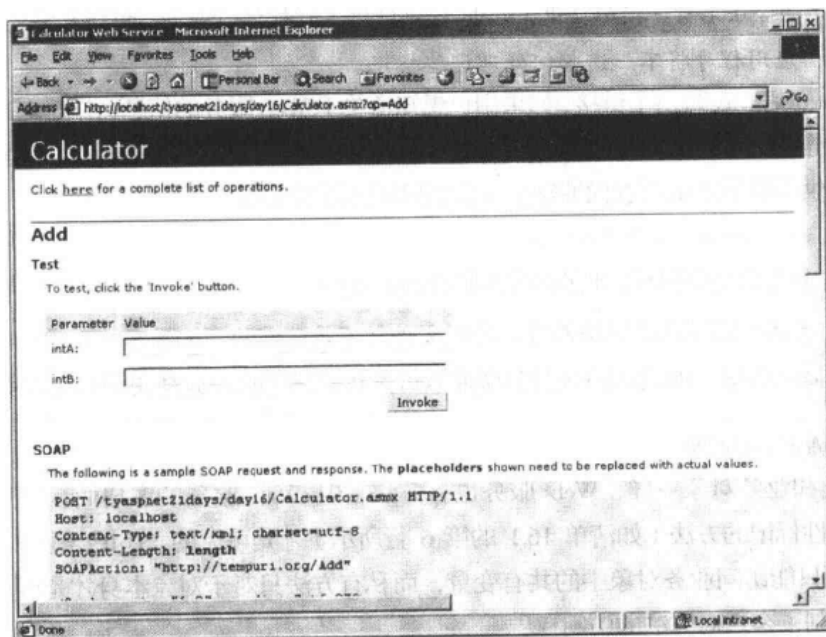 Calculator Web Service - Microsoft Internet Explorer
File Edit View Favorites Tools Help
Back Personal Bar Search Favorites
Address http://localhost/tyaspnet21days/day16/Calculator.asmx?op=Add Go
Calculator
Click here for a complete list of operations.
Add
Test
To test, click the 'Invoke' button.
Parameter Value
intA:
intB:
Invoke
SOAP
The following is a sample SOAP request and response. The placeholders shown need to be replaced with actual values.
POST /tyaspnet21days/day16/Calculator.asmx HTTP/1.1
Host: localhost
Content-Type: text/xml; charset=utf-8
Content-Length: length
SOAPAction: "http://tempuri.org/Add"
Done Local intranet